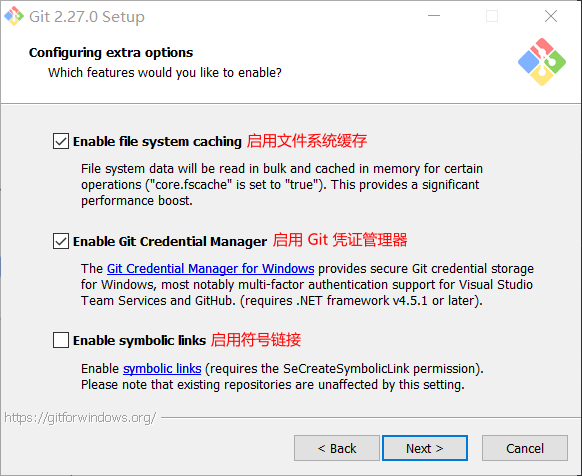 Git 2.27.0 Setup
Configuring extra options
Which features would you like to enable?
Enable file system caching 启用文件系统缓存
File system data will be read in bulk and cached in memory for certain
operations ("core.fscache" is set to "true"). This provides a significant
performance boost.
Enable Git Credential Manager 启用 Git 凭证管理器
The Git Credential Manager for Windows provides secure Git credential storage
for Windows, most notably multi-factor authentication support for Visual Studio
Team Services and GitHub. (requires .NET framework v4.5.1 or later).
Enable symbolic links 启用符号链接
Enable symbolic links (requires the SeCreateSymbolicLink permission).
Please note that existing repositories are unaffected by this setting.
https://gitforwindows.org/
< Back
Next >
Cancel